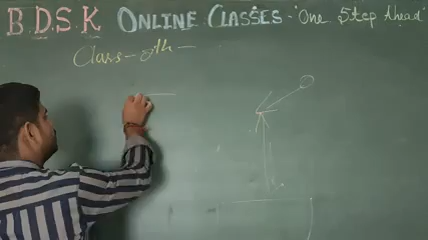 B.D.S.K ONLINE CLASSES - "One Step Ahead"
Class - 9th -